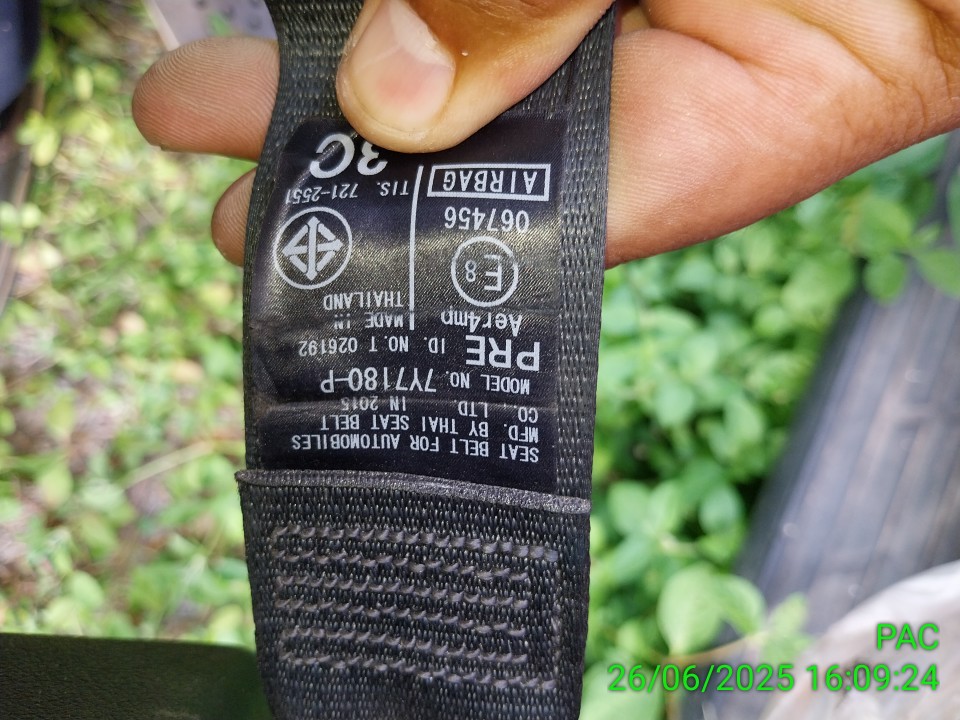 SEAT BELT FOR AUTOMOBILES
MFD. BY THAI SEAT BELT
CO., LTD. IN 2015
MODEL NO. 7Y7180-P
PRE ID. NO. T 026192
Aer4mp
MADE IN
THAILAND
E8
067456
AIRBAG
TIS. 721-2551
3C
PAC
26/06/2025 16:09:24